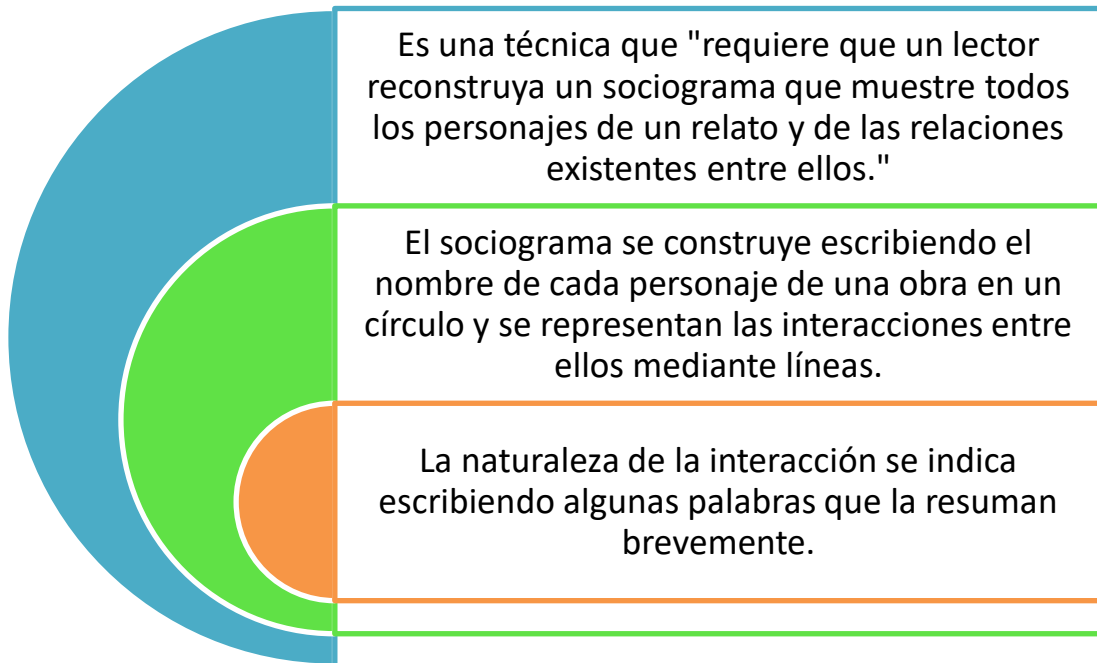 Es una técnica que "requiere que un lector
reconstruya un sociograma que muestre todos
los personajes de un relato y de las relaciones
existentes entre ellos."
El sociograma se construye escribiendo el
nombre de cada personaje de una obra en un
círculo y se representan las interacciones entre
ellos mediante líneas.
La naturaleza de la interacción se indica
escribiendo algunas palabras que la resuman
brevemente.